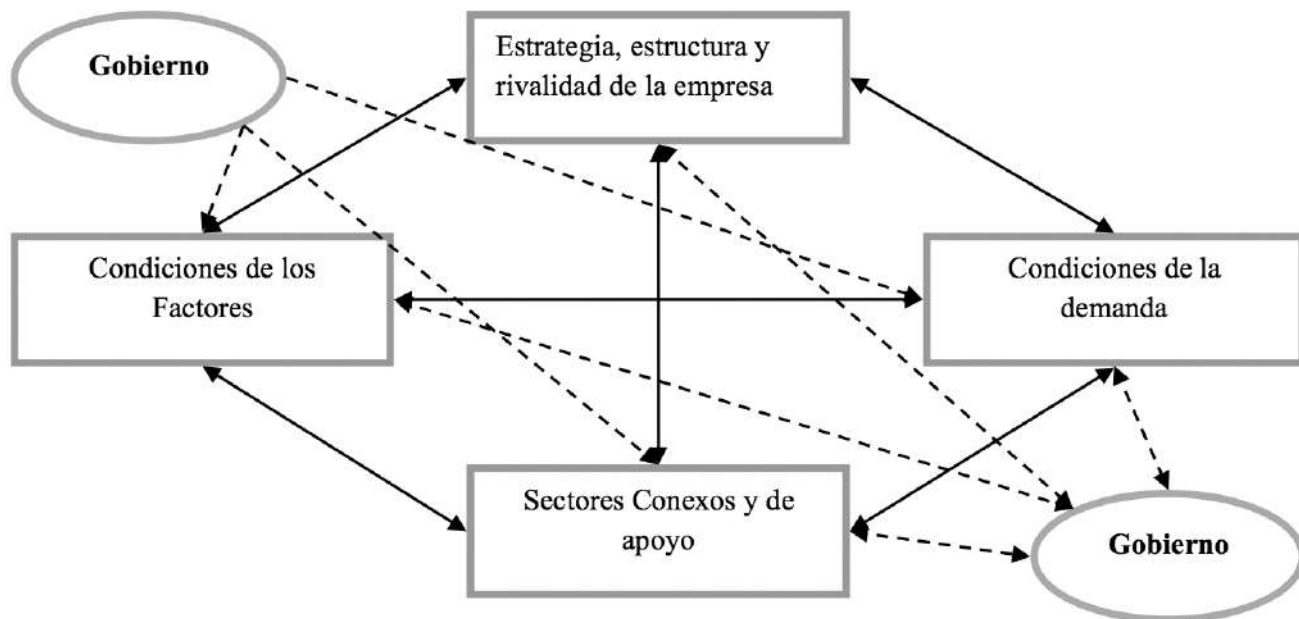 Gobierno
Estrategia, estructura y
rivalidad de la empresa
Condiciones de los
Factores
Condiciones de la
demanda
Sectores Conexos y de
apoyo
Gobierno